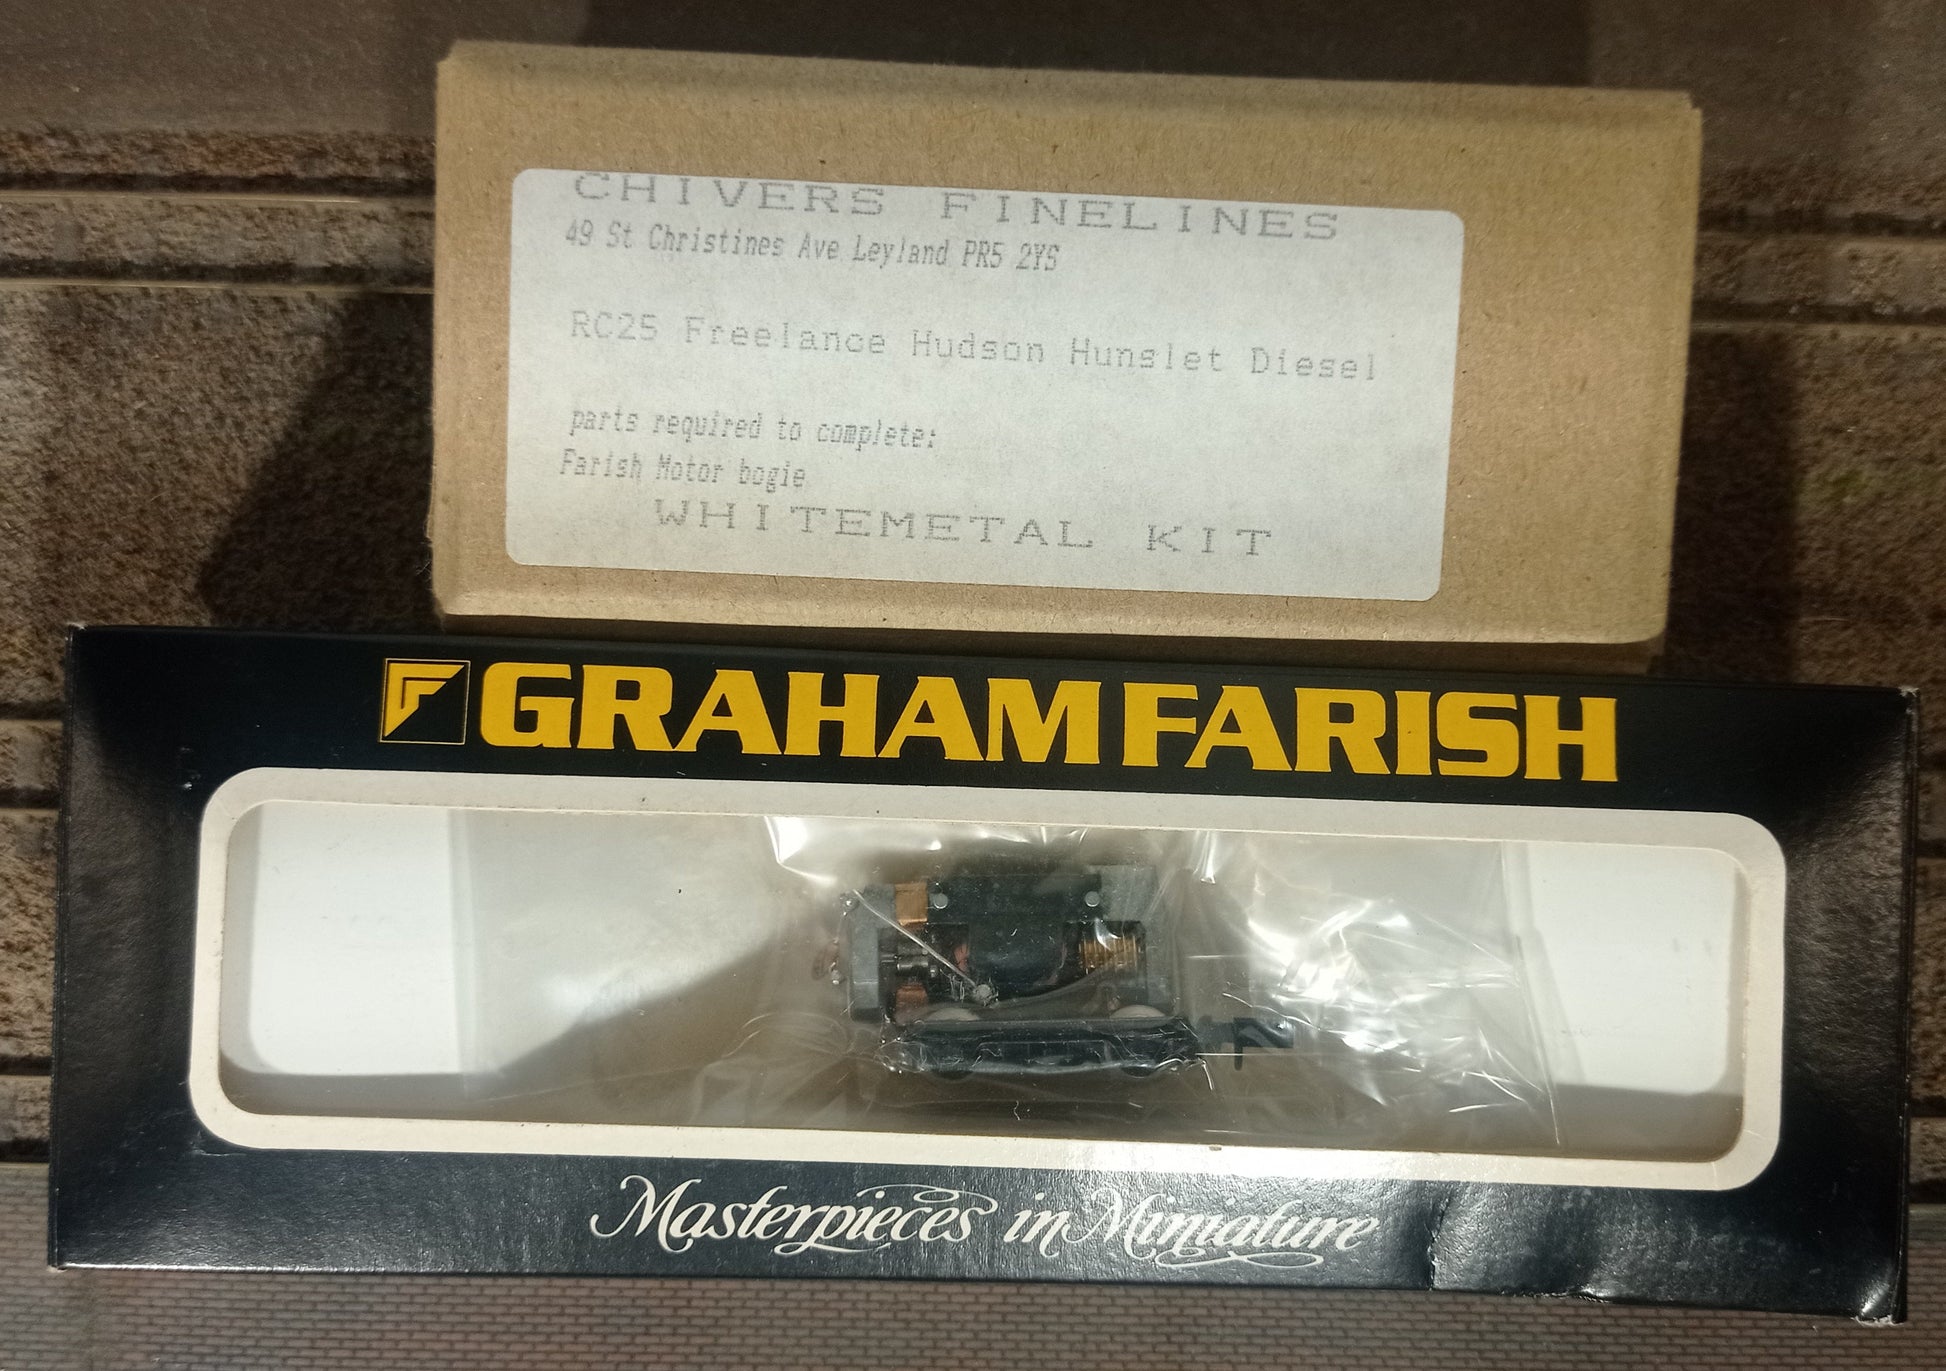 CHIVERS FINELINES
49 St Christines Ave Leyland PR5 2YS
RC25 Freelance Hudson Hunslet Diesel
parts required to complete:
Farish Motor bogie
WHITEMETAL KIT
GRAHAM FARISH
Masterpieces in Miniature